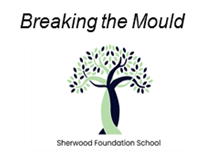 Breaking the Mould
Sherwood Foundation School